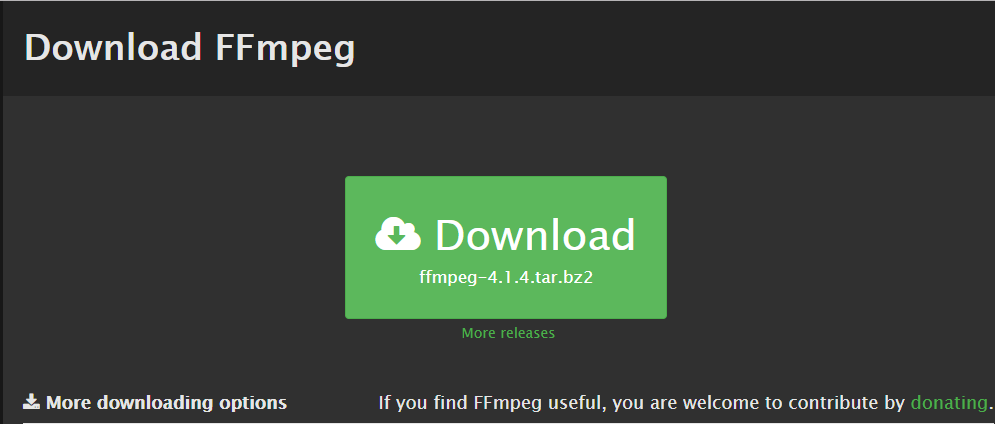 Download FFmpeg
Download
ffmpeg-4.1.4.tar.bz2
More releases
More downloading options
If you find FFmpeg useful, you are welcome to contribute by donating.